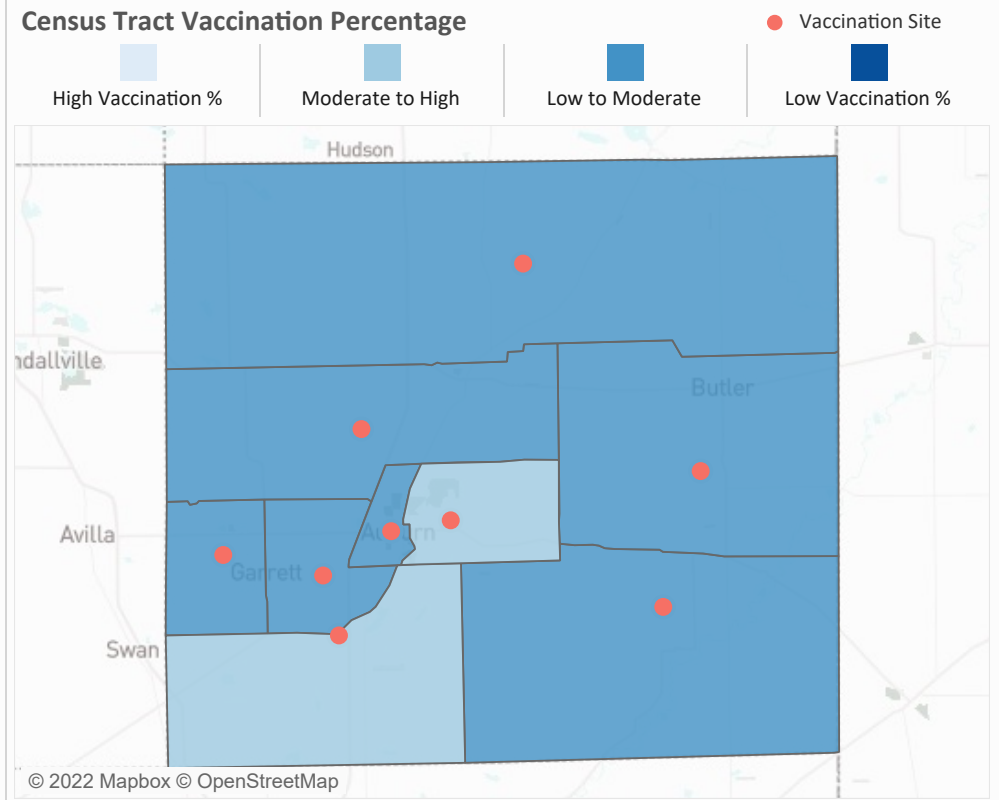 Census Tract Vaccination Percentage
Vaccination Site
High Vaccination %
Moderate to High
Low to Moderate
Low Vaccination %
Hudson
ndallville
Butler
Avilla
Auburn
Garrett
Swan
© 2022 Mapbox © OpenStreetMap